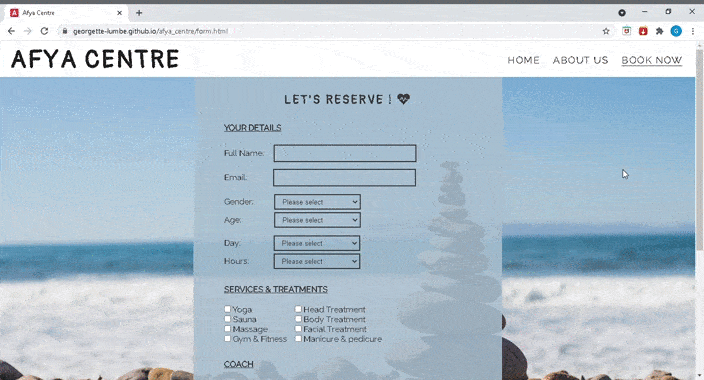 Afya Centre
georgette-lumbe.github.io/afya_centre/form.html
G
AFYA CENTRE
HOME ABOUT US BOOK NOW
LET'S RESERVE !
YOUR DETAILS
Full Name:
Email:
Gender: Please select
Age: Please select
Day: Please select
Hours: Please select
SERVICES & TREATMENTS
Yoga Head Treatment
Sauna Body Treatment
Massage Facial Treatment
Gym & Fitness Manicure & pedicure
COACH